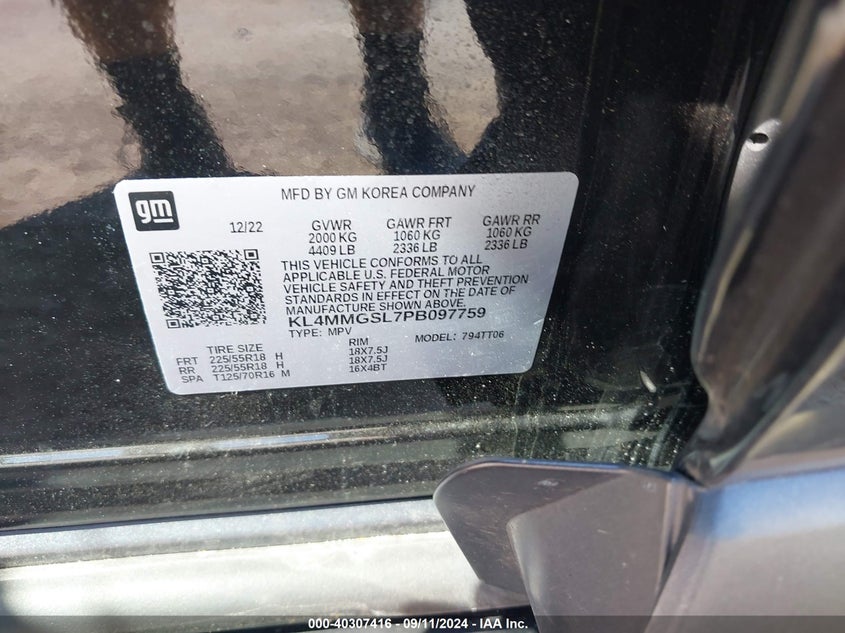 gm
MFD BY GM KOREA COMPANY
12/22 GVWR GAWR FRT GAWR RR
2000 KG 1060 KG 1060 KG
4409 LB 2336 LB 2336 LB
THIS VEHICLE CONFORMS TO ALL
APPLICABLE U.S. FEDERAL MOTOR
VEHICLE SAFETY AND THEFT PREVENTION
STANDARDS IN EFFECT ON THE DATE OF
MANUFACTURE SHOWN ABOVE.
KL4MMGSL7PB097759
TYPE: MPV MODEL: 794TT06
TIRE SIZE RIM
FRT 225/55R18 H 18X7.5J
RR 225/55R18 H 18X7.5J
SPA T125/70R16 M 16X4BT
000-40307416 - 09/11/2024 - IAA Inc.